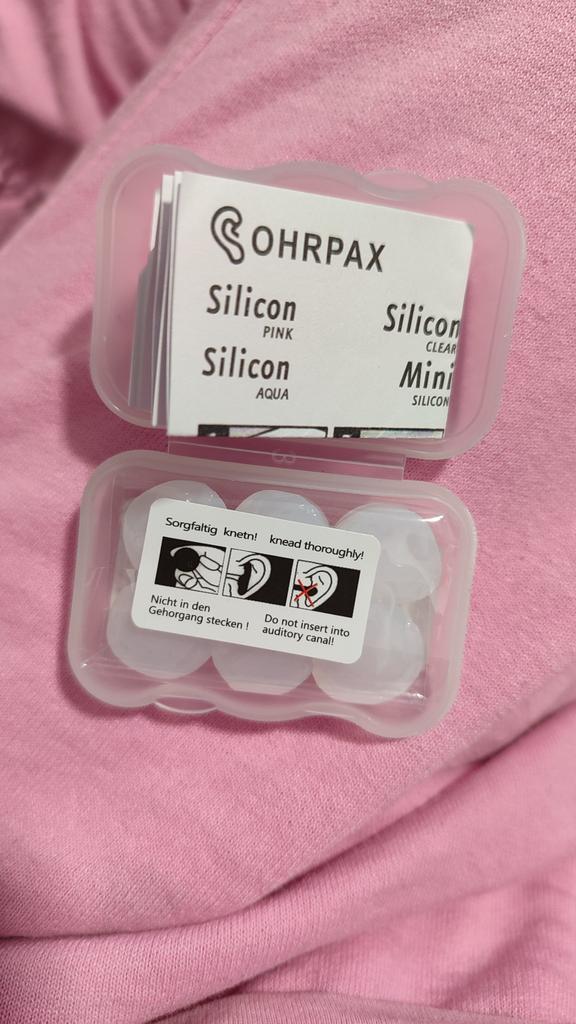 OHRPAX
Silicon
PINK
Silicon
CLEAR
Silicon
AQUA
Mini
SILICON
Sorgfaltig knetn! knead thoroughly!
Nicht in den
Gehorgang stecken !
Do not insert into
auditory canal!